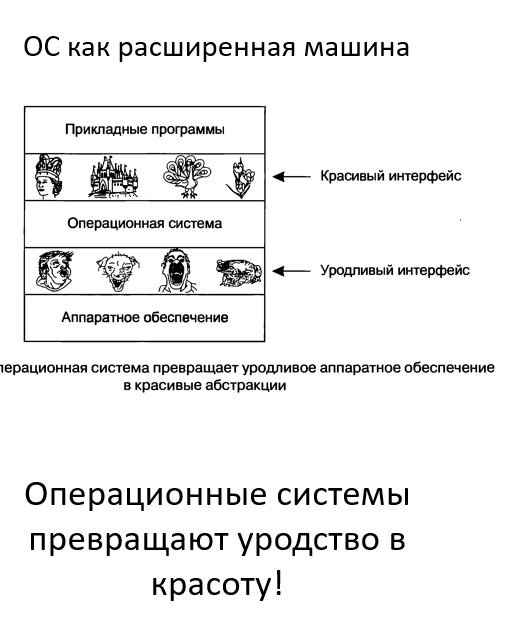 ОС как расширенная машина
Прикладные программы
Красивый интерфейс
Операционная система
Уродливый интерфейс
Аппаратное обеспечение
перационная система превращает уродливое аппаратное обеспечение
в красивые абстракции
Операционные системы
превращают уродство в
красоту!